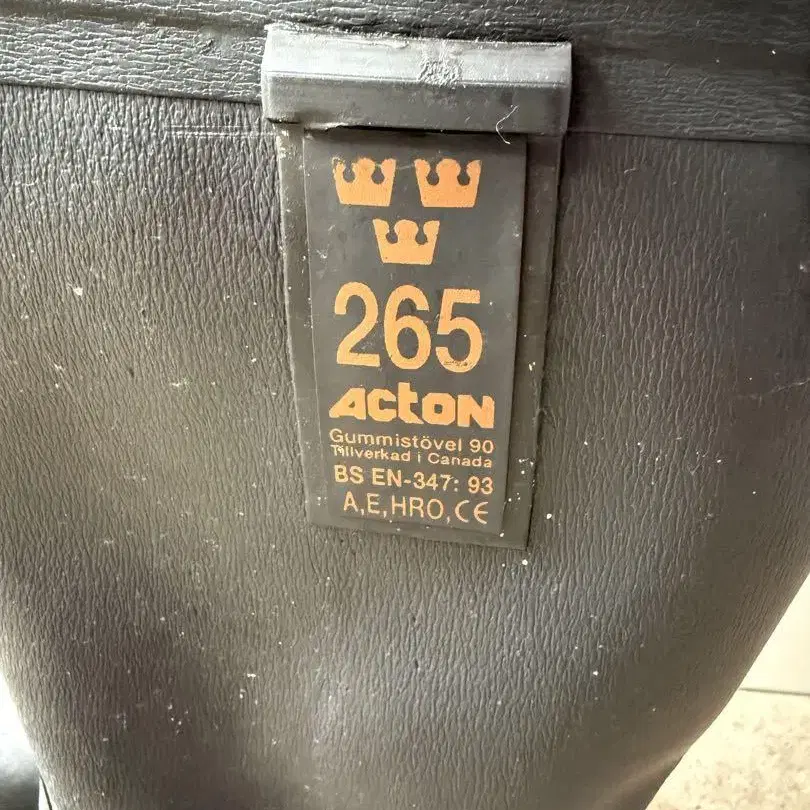 265
ACtON
Gummistövel 90
Tillverkad i Canada
BS EN-347: 93
A,E,HRO,CE